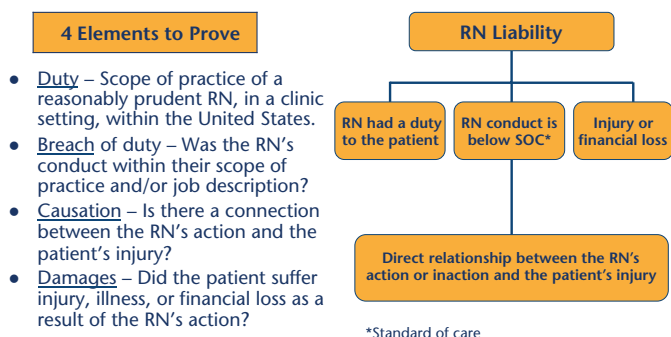 4 Elements to Prove
● Duty – Scope of practice of a
reasonably prudent RN, in a clinic
setting, within the United States.
● Breach of duty – Was the RN’s
conduct within their scope of
practice and/or job description?
● Causation – Is there a connection
between the RN’s action and the
patient’s injury?
● Damages – Did the patient suffer
injury, illness, or financial loss as a
result of the RN’s action?
RN Liability
RN had a duty
to the patient
RN conduct is
below SOC*
Injury or
financial loss
Direct relationship between the RN’s
action or inaction and the patient’s injury
*Standard of care